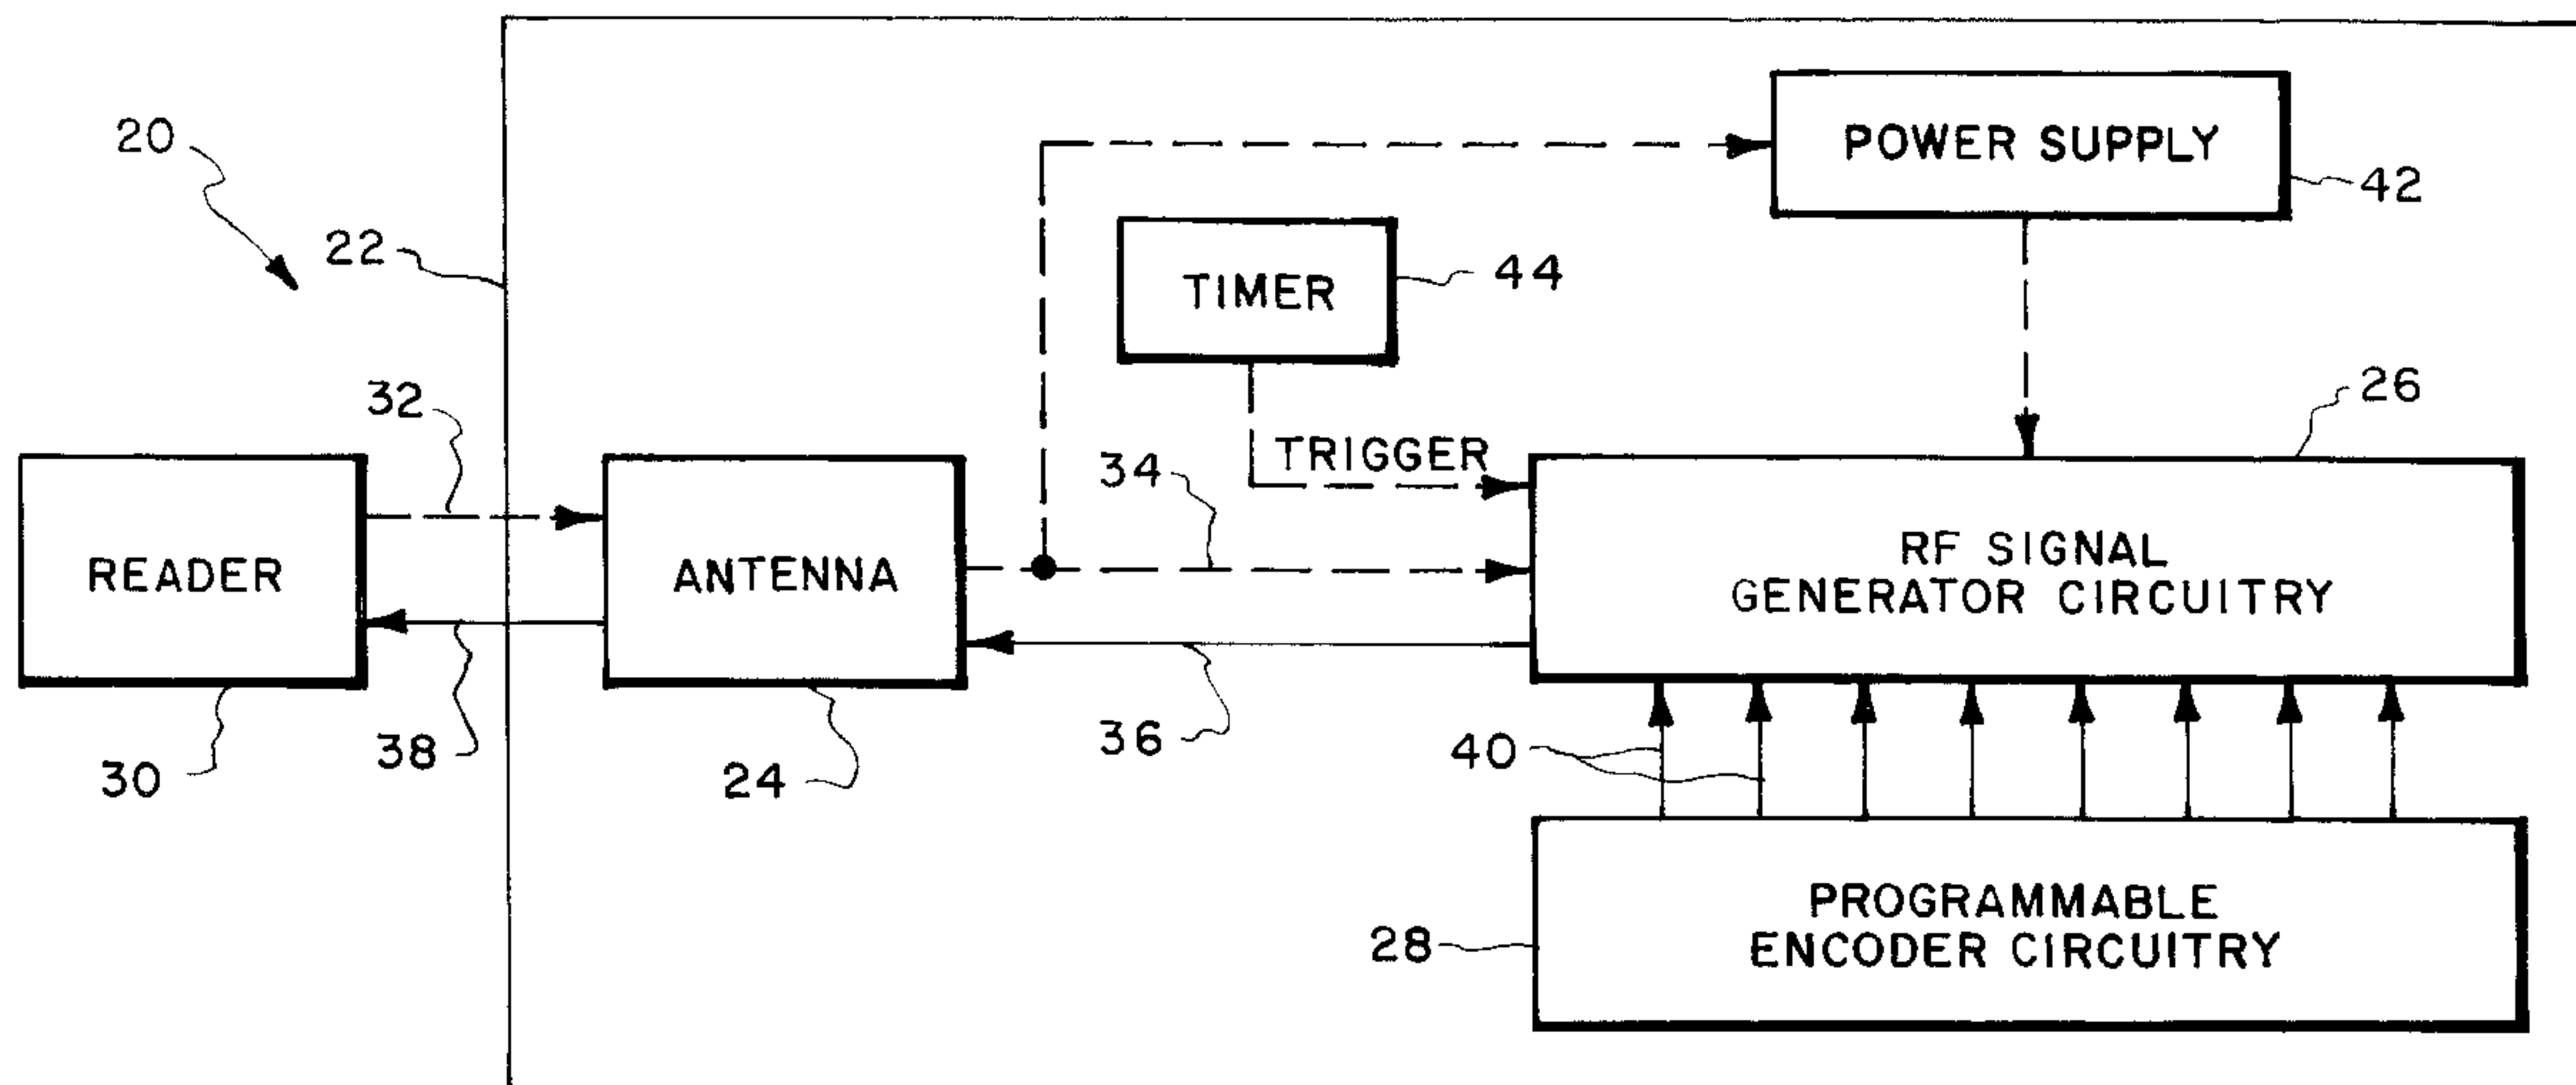 20
POWER SUPPLY
42
22
TIMER
44
32
26
TRIGGER
34
READER
ANTENNA
RF SIGNAL
GENERATOR CIRCUITRY
38
36
40
30
24
PROGRAMMABLE
ENCODER CIRCUITRY
28